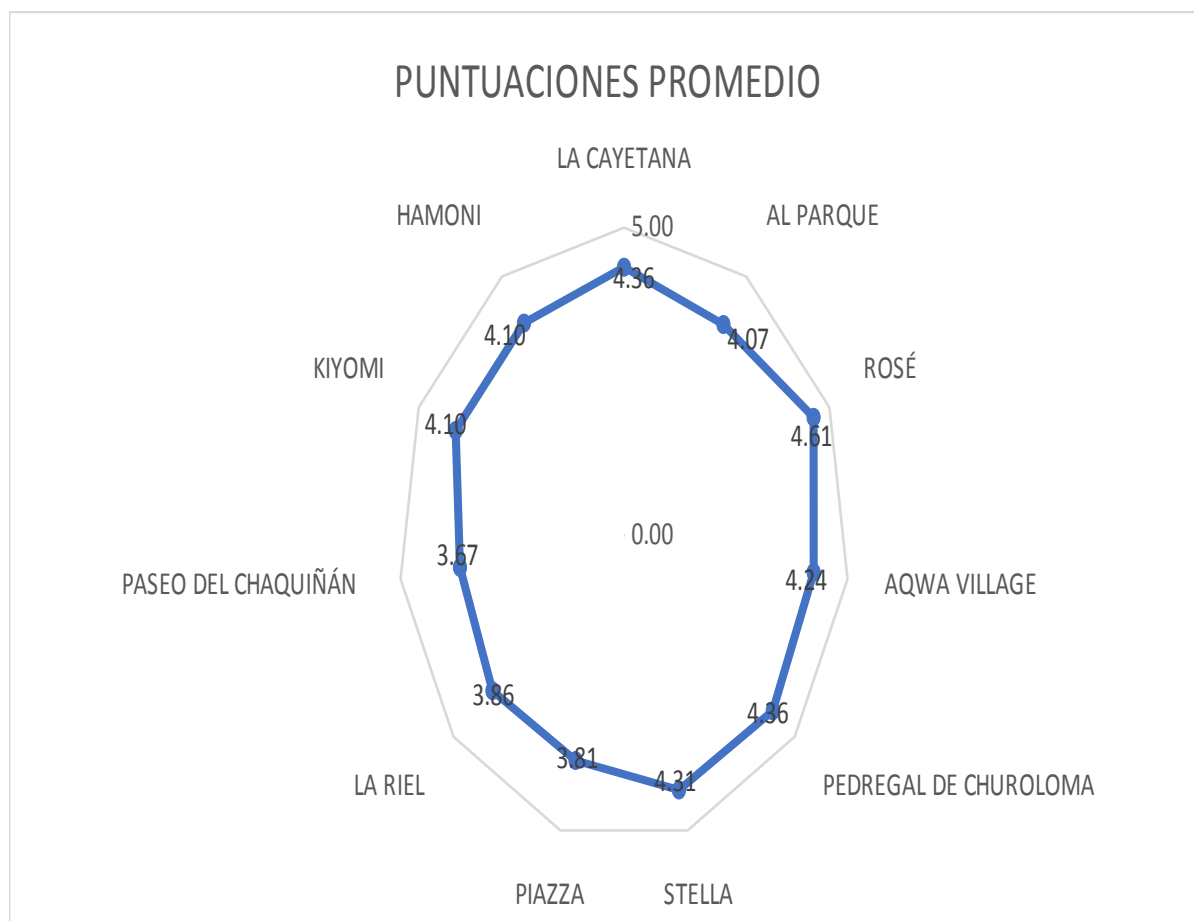 PUNTUACIONES PROMEDIO
LA CAYETANA
HAMONI
AL PARQUE
5.00
4.36
4.10
4.07
KIYOMI
ROSÉ
4.10
4.61
0.00
3.67
PASEO DEL CHAQUIÑÁN
4.24
AQWA VILLAGE
3.86
4.36
3.81
4.31
LA RIEL
PEDREGAL DE CHUROLOMA
PIAZZA
STELLA